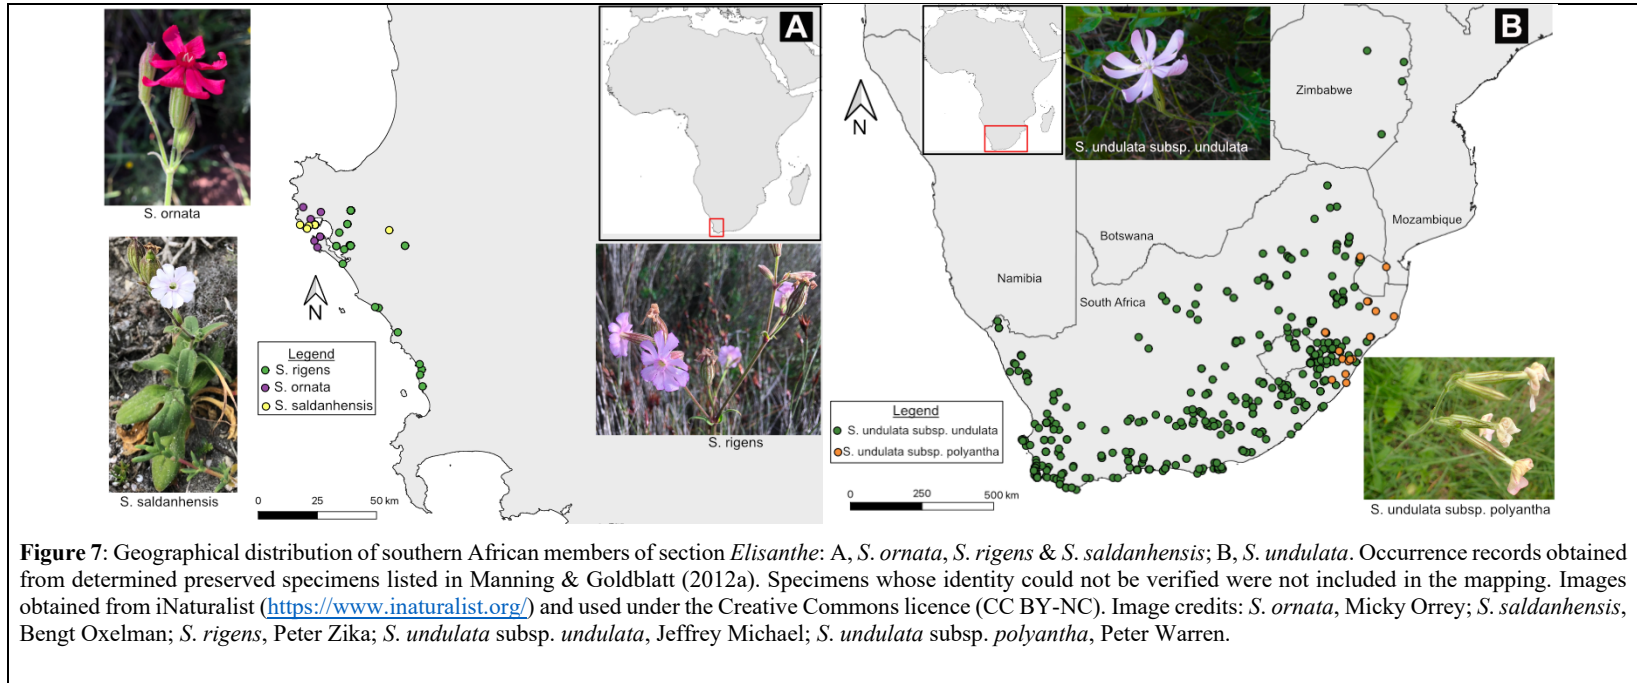 A
S. ornata
N
Legend
S. rigens
S. ornata
S. saldanhensis
S. saldanhensis
0 25 50 km
S. rigens
B
N
S. undulata subsp. undulata
Zimbabwe
Mozambique
Botswana
Namibia
South Africa
Legend
S. undulata subsp. undulata
S. undulata subsp. polyantha
0 250 500 km
S. undulata subsp. polyantha
Figure 7: Geographical distribution of southern African members of section Elisanthe: A, S. ornata, S. rigens & S. saldanhensis; B, S. undulata. Occurrence records obtained
from determined preserved specimens listed in Manning & Goldblatt (2012a). Specimens whose identity could not be verified were not included in the mapping. Images
obtained from iNaturalist (https://www.inaturalist.org/) and used under the Creative Commons licence (CC BY-NC). Image credits: S. ornata, Micky Orrey; S. saldanhensis,
Bengt Oxelman; S. rigens, Peter Zika; S. undulata subsp. undulata, Jeffrey Michael; S. undulata subsp. polyantha, Peter Warren.